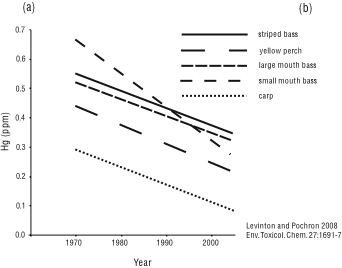 (a)
(b)
0.7
0.6
0.5
0.4
0.3
0.2
0.1
0.0
Hg (ppm)
1970
1980
1990
2000
Year
striped bass
yellow perch
large mouth bass
small mouth bass
carp
Levinton and Pochron 2008
Env. Toxicol. Chem. 27:1691-7